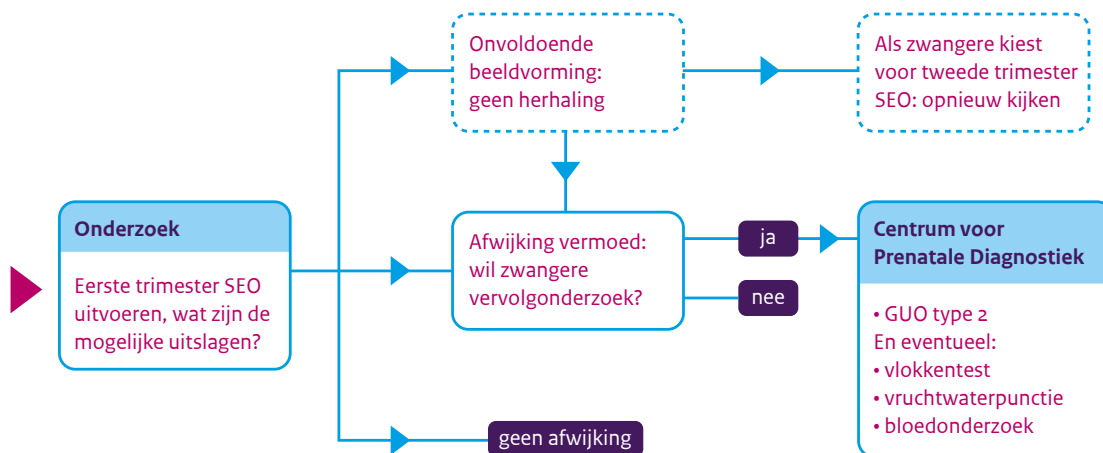 Onvoldoende
beeldvorming:
geen herhaling
Als zwangere kiest
voor tweede trimester
SEO: opnieuw kijken
Onderzoek
Eerste trimester SEO
uitvoeren, wat zijn de
mogelijke uitslagen?
Afwijking vermoed:
wil zwangere
vervolgonderzoek?
ja
nee
Centrum voor
Prenatale Diagnostiek
• GUO type 2
En eventueel:
• vlokkentest
• vruchtwaterpunctie
• bloedonderzoek
geen afwijking